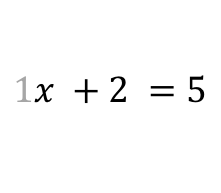 1x + 2 = 5